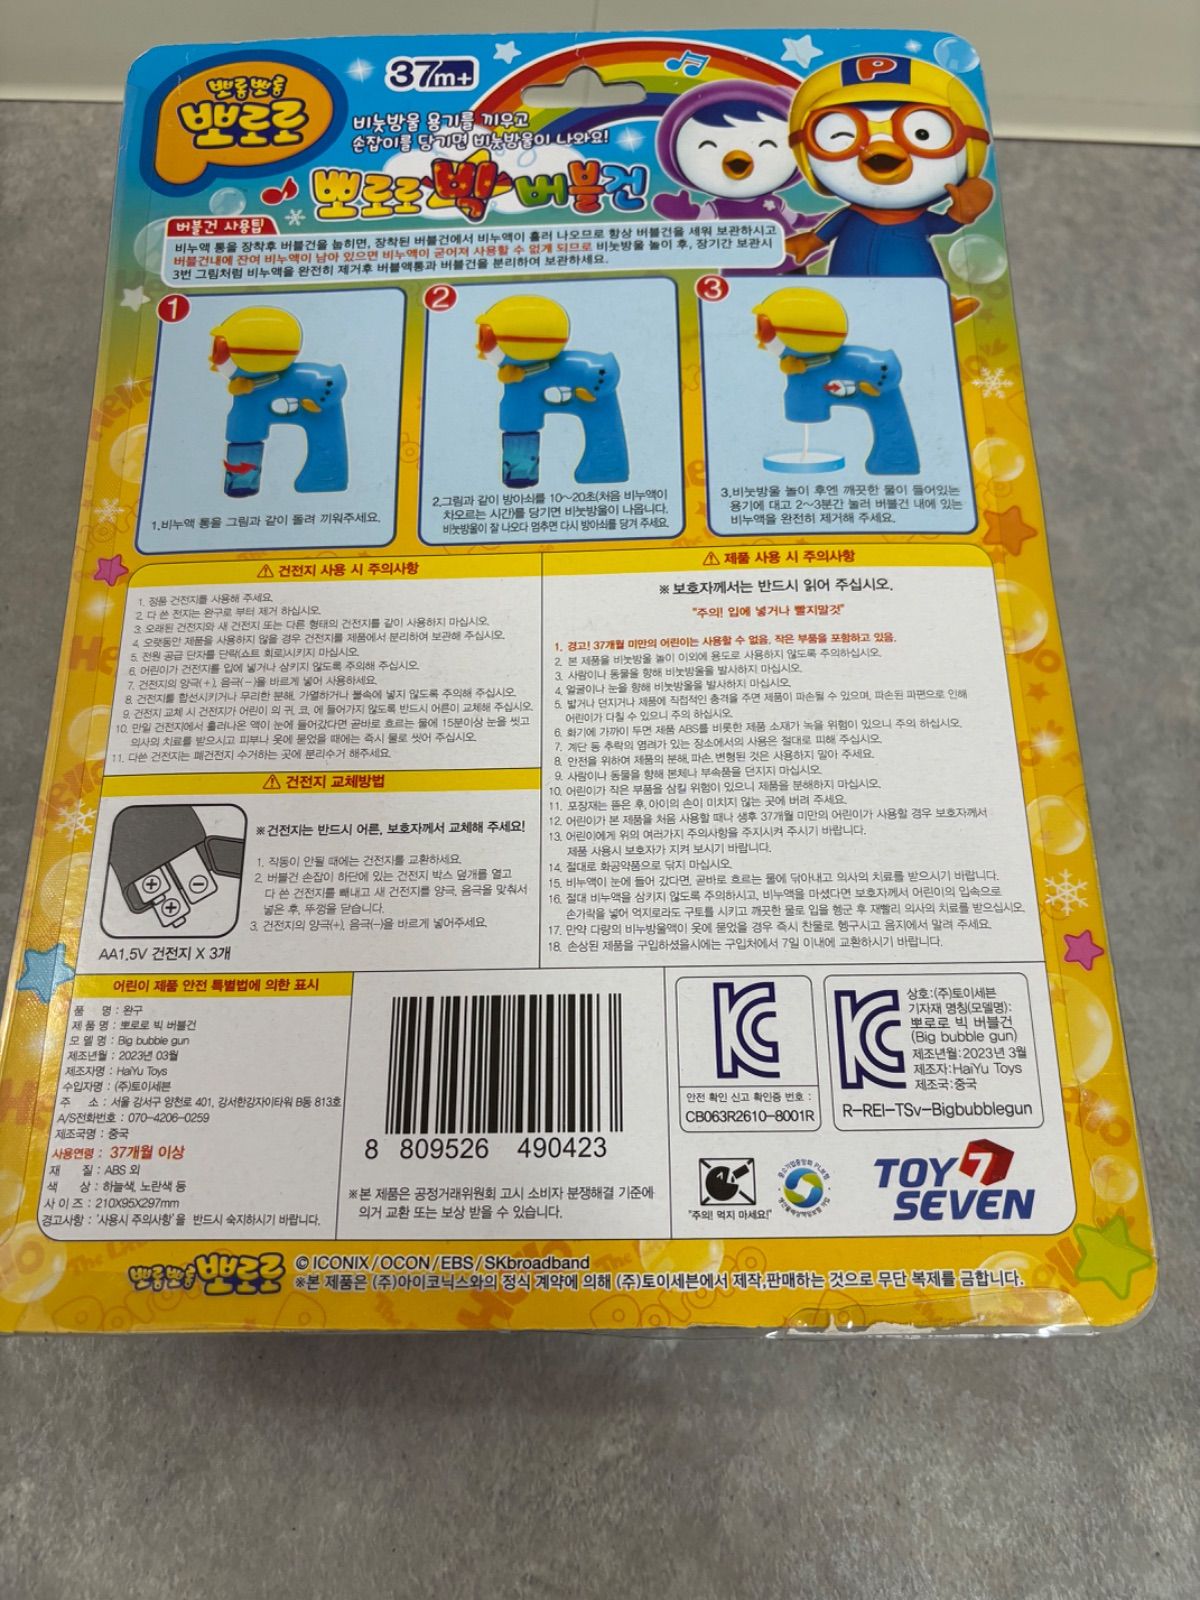 뽀롱뽀롱
뽀로로
37m+
비눗방울 용기를 끼우고
손잡이를 당기면 비눗방울이 나와요!
뽀로로 빅 버블건
P
버블건 사용팁
비누액 통을 장착후 버블건을 눕히면, 장착된 버블건에서 비누액이 흘러 나오므로 항상 버블건을 세워 보관하시고
버블건내에 잔여 비누액이 남아 있으면 비누액이 굳어져 사용할 수 없게 되므로 비눗방울 놀이 후, 장기간 보관시
3번 그림처럼 비누액을 완전히 제거후 버블액통과 버블건을 분리하여 보관하세요.
1
1.비누액 통을 그림과 같이 돌려 끼워주세요.
2
2.그림과 같이 방아쇠를 10~20초(처음 비누액이
차오르는 시간)를 당기면 비눗방울이 나옵니다.
비눗방울이 잘 나오다 멈추면 다시 방아쇠를 당겨 주세요.
3
3.비눗방울 놀이 후엔 깨끗한 물이 들어있는
용기에 대고 2~3분간 눌러 버블건 내에 있는
비누액을 완전히 제거해 주세요.
⚠ 건전지 사용 시 주의사항
1. 정품 건전지를 사용해 주세요.
2. 다 쓴 전지는 완구로 부터 제거 하십시오.
3. 오래된 건전지와 새 건전지 또는 다른 형태의 건전지를 같이 사용하지 마십시오.
4. 오랫동안 제품을 사용하지 않을 경우 건전지를 제품에서 분리하여 보관해 주십시오.
5. 전원 공급 단자를 단락(쇼트 회로)시키지 마십시오.
6. 어린이가 건전지를 입에 넣거나 삼키지 않도록 주의해 주십시오.
7. 건전지의 양극(+), 음극(-)을 바르게 넣어 사용하세요.
8. 건전지를 합선시키거나 무리한 분해, 가열하거나 불속에 넣지 않도록 주의해 주십시오.
9. 건전지 교체 시 건전지가 어린이 의 귀, 코, 에 들어가지 않도록 반드시 어른이 교체해 주십시오.
10. 만일 건전지에서 흘러나온 액이 눈에 들어갔다면 곧바로 흐르는 물에 15분이상 눈을 씻고
의사의 치료를 받으시고 피부나 옷에 묻었을 때에는 즉시 물로 씻어 주십시오.
11. 다쓴 건전지는 폐건전지 수거하는 곳에 분리수거 해주세요.
⚠ 건전지 교체방법
※건전지는 반드시 어른, 보호자께서 교체해 주세요!
1. 작동이 안될 때에는 건전지를 교환하세요.
2. 버블건 손잡이 하단에 있는 건전지 박스 덮개를 열고
다 쓴 건전지를 빼내고 새 건전지를 양극, 음극을 맞춰서
넣은 후, 뚜껑을 닫습니다.
3. 건전지의 양극(+), 음극(-)을 바르게 넣어주세요.
AA1.5V 건전지 X 3개
⚠ 제품 사용 시 주의사항
※ 보호자께서는 반드시 읽어 주십시오.
"주의! 입에 넣거나 빨지말것!"
1. 경고! 37개월 미만의 어린이는 사용할 수 없음. 작은 부품을 포함하고 있음.
2. 본 제품을 비눗방울 놀이 이외에 용도로 사용하지 않도록 주의하십시오.
3. 사람이나 동물을 향해 비눗방울을 발사하지 마십시오.
4. 얼굴이나 눈을 향해 비눗방울을 발사하지 마십시오.
5. 밟거나 던지거나 제품에 직접적인 충격을 주면 제품이 파손될 수 있으며, 파손된 파편으로 인해
어린이가 다칠 수 있으니 주의 하십시오.
6. 화기에 가까이 두면 제품 ABS를 비롯한 제품 소재가 녹을 위험이 있으니 주의 하십시오.
7. 계단 등 추락의 염려가 있는 장소에서의 사용은 절대로 피해 주십시오.
8. 안전을 위하여 제품의 분해, 파손, 변형된 것은 사용하지 말아 주세요.
9. 사람이나 동물을 향해 본체나 부속품을 던지지 마십시오.
10. 어린이가 작은 부품을 삼킬 위험이 있으니 제품을 분해하지 마십시오.
11. 포장재는 뜯은 후, 아이의 손이 미치지 않는 곳에 버려 주세요.
12. 어린이가 본 제품을 처음 사용할 때나 생후 37개월 미만의 어린이가 사용할 경우 보호자께서
13. 어린이에게 위의 여러가지 주의사항을 주지시켜 주시기 바랍니다.
제품 사용시 보호자가 지켜 보시기 바랍니다.
14. 절대로 화공약품으로 닦지 마십시오.
15. 비누액이 눈에 들어 갔다면, 곧바로 흐르는 물에 닦아내고 의사의 치료를 받으시기 바랍니다.
16. 절대 비누액을 삼키지 않도록 주의하시고, 비누액을 마셨다면 보호자께서 어린이의 입속으로
손가락을 넣어 억지로라도 구토를 시키고 깨끗한 물로 입을 헹군 후 재빨리 의사의 치료를 받으십시오.
17. 만약 다량의 비누방울액이 옷에 묻었을 경우 즉시 찬물로 헹구시고 음지에서 말려 주세요.
18. 손상된 제품을 구입하셨을시에는 구입처에서 7일 이내에 교환하시기 바랍니다.
어린이 제품 안전 특별법에 의한 표시
품 명 : 완구
제 품 명 : 뽀로로 빅 버블건
모 델 명 : Big bubble gun
제조년월 : 2023년 03월
제조자명 : HaiYu Toys
수입자명 : (주)토이세븐
주 소 : 서울 강서구 양천로 401, 강서한강자이타워 B동 813호
A/S전화번호 : 070-4206-0259
제조국명 : 중국
사용연령 : 37개월 이상
재 질 : ABS 외
색 상 : 하늘색, 노란색 등
사 이 즈 : 210X95X297mm
경고사항 : '사용시 주의사항'을 반드시 숙지하시기 바랍니다.
8 809526 490423
※본 제품은 공정거래위원회 고시 소비자 분쟁해결 기준에
의거 교환 또는 보상 받을 수 있습니다.
KC
안전 확인 신고 확인증 번호 :
CB063R2610-8001R
KC
상호:(주)토이세븐
기자재 명칭(모델명):
뽀로로 빅 버블건
(Big bubble gun)
제조년월:2023년 3월
제조자:HaiYu Toys
제조국:중국
R-REI-TSv-Bigbubblegun
"주의! 먹지 마세요!"
TOY 7
SEVEN
뽀롱뽀롱 뽀로로
© ICONIX/OCON/EBS/SKbroadband
※본 제품은 (주)아이코닉스와의 정식 계약에 의해 (주)토이세븐에서 제작,판매하는 것으로 무단 복제를 금합니다.